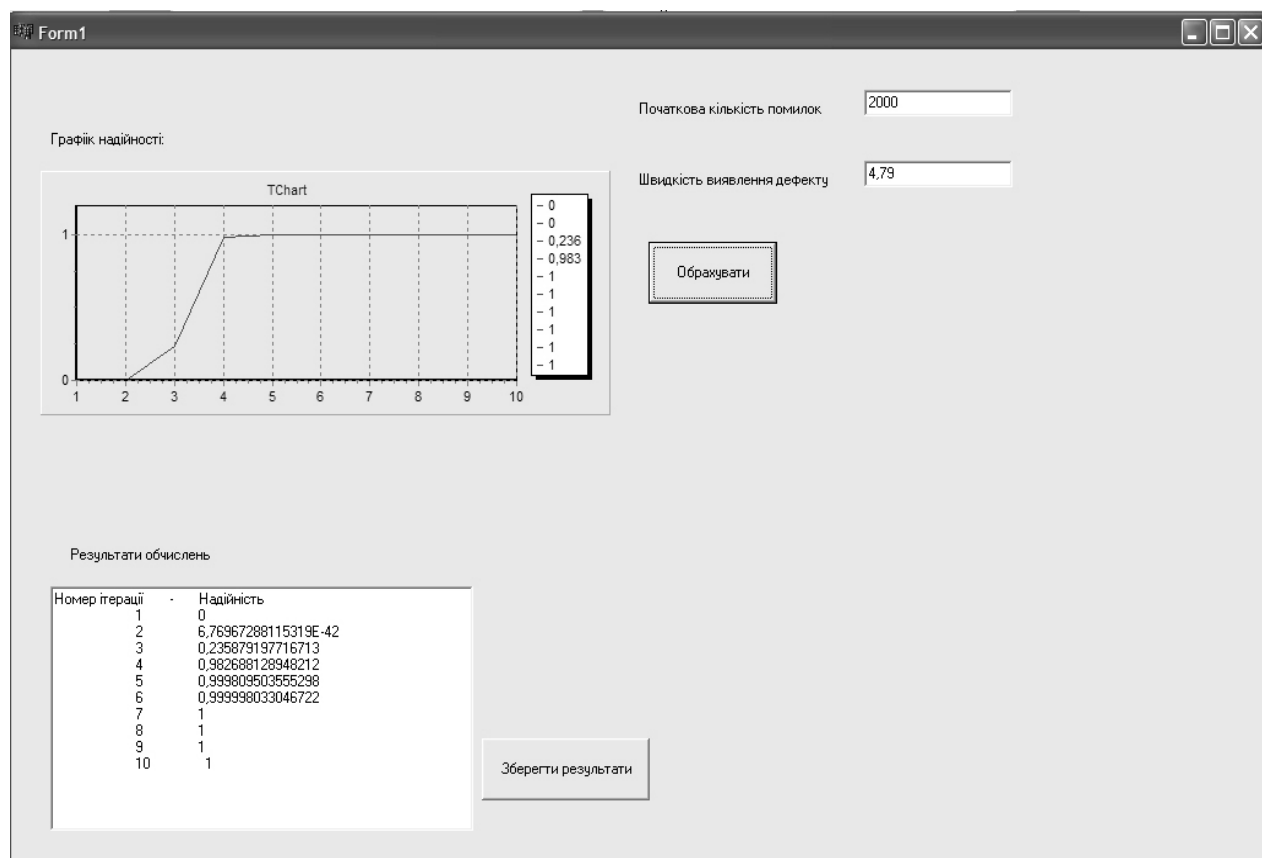 Form1
Початкова кількість помилок 2000
Графіік надійності:
Швидкість виявлення дефекту 4,79
TChart
0
0
0,236
0,983
1
1
1
1
1
1
1
0
1 2 3 4 5 6 7 8 9 10
Обрахувати
Результати обчислень
Номер ітерації - Надійність
1 0
2 6,76967288115319E-42
3 0,235879197716713
4 0,982688128948212
5 0,999809503555298
6 0,999998033046722
7 1
8 1
9 1
10 1
Зберегти результати